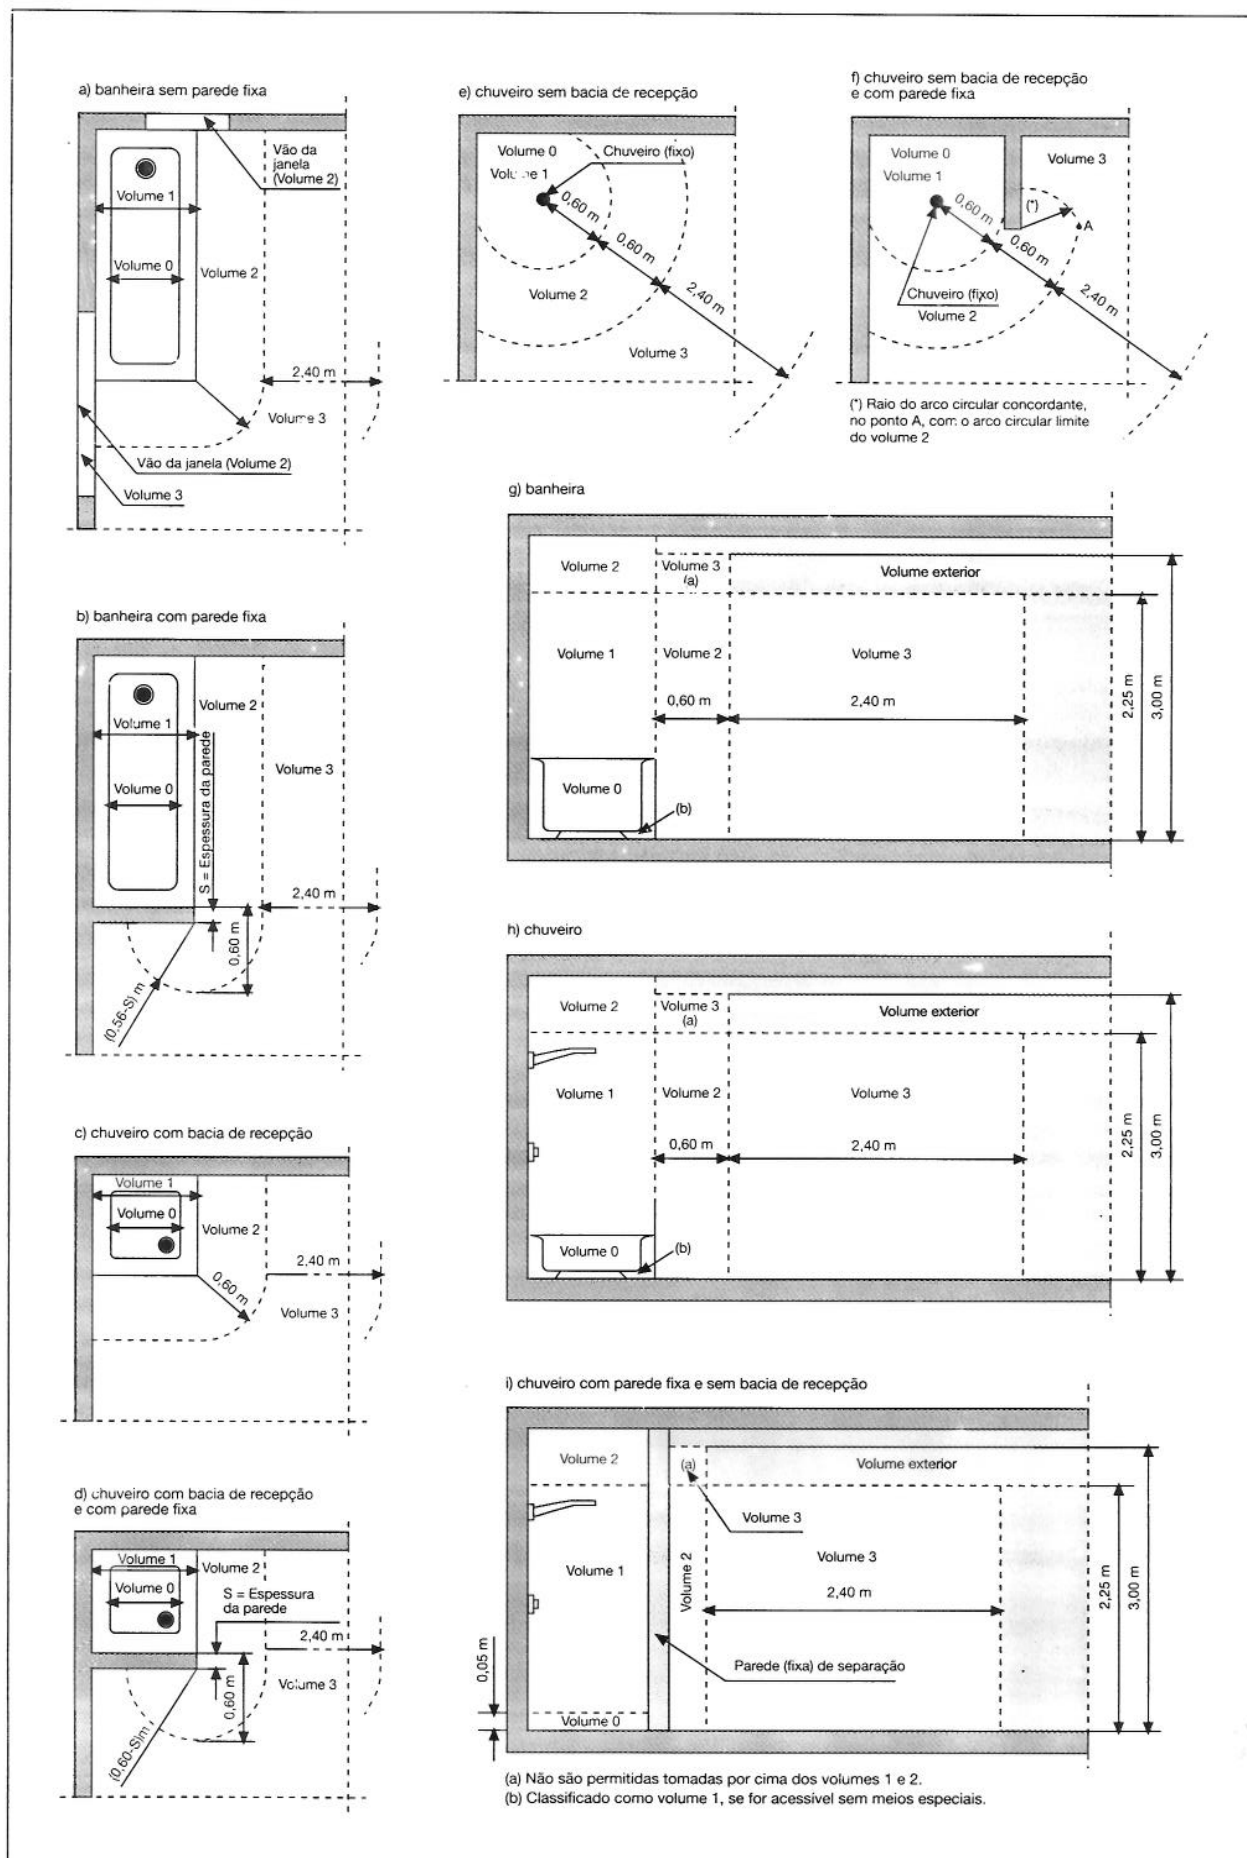 a) banheira sem parede fixa
Vão da
janela
(Volume 2)
Volume 1
Volume 0
Volume 2
2,40 m
Volume 3
Vão da janela (Volume 2)
Volume 3
b) banheira com parede fixa
Volume 2
Volume 1
Volume 3
Volume 0
S = Espessura da parede
2,40 m
0,60 m
(0,56-S) m
c) chuveiro com bacia de recepção
Volume 1
Volume 0
Volume 2
2,40 m
0,60 m
Volume 3
d) chuveiro com bacia de recepção
e com parede fixa
Volume 1
Volume 2
Volume 0
S = Espessura
da parede
2,40 m
Volume 3
0,60 m
(0,60-S)m
e) chuveiro sem bacia de recepção
Volume 0
Chuveiro (fixo)
Volume 1
0,60 m
0,60 m
Volume 2
2,40 m
Volume 3
f) chuveiro sem bacia de recepção
e com parede fixa
Volume 0
Volume 3
Volume 1
0,60 m
(*)
A
0,60 m
2,40 m
Chuveiro (fixo)
Volume 2
(*) Raio do arco circular concordante,
no ponto A, com o arco circular limite
do volume 2
g) banheira
Volume 2
Volume 3
(a)
Volume exterior
Volume 1
Volume 2
Volume 3
0,60 m
2,40 m
2,25 m
3,00 m
Volume 0
(b)
h) chuveiro
Volume 2
Volume 3
(a)
Volume exterior
Volume 1
Volume 2
Volume 3
0,60 m
2,40 m
2,25 m
3,00 m
Volume 0
(b)
i) chuveiro com parede fixa e sem bacia de recepção
Volume 2
(a)
Volume exterior
Volume 3
Volume 1
Volume 2
Volume 3
2,40 m
2,25 m
3,00 m
0,05 m
Parede (fixa) de separação
Volume 0
(a) Não são permitidas tomadas por cima dos volumes 1 e 2.
(b) Classificado como volume 1, se for acessível sem meios especiais.